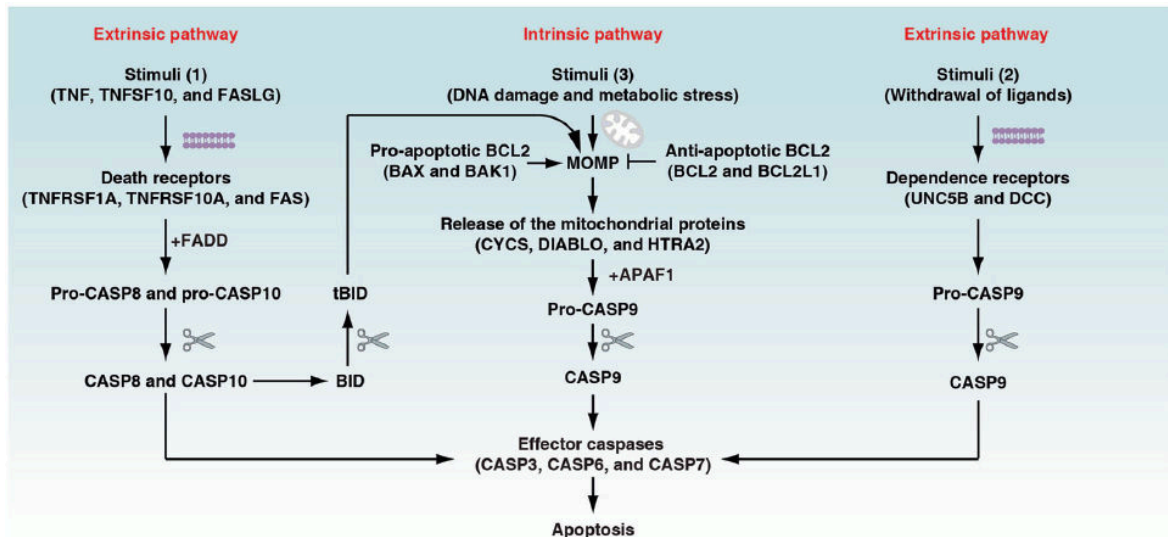 Extrinsic pathway
Stimuli (1)
(TNF, TNFSF10, and FASLG)
Death receptors
(TNFRSF1A, TNFRSF10A, and FAS)
+FADD
Pro-CASP8 and pro-CASP10
CASP8 and CASP10
BID
tBID
Intrinsic pathway
Stimuli (3)
(DNA damage and metabolic stress)
Pro-apoptotic BCL2
(BAX and BAK1)
MOMP
Anti-apoptotic BCL2
(BCL2 and BCL2L1)
Release of the mitochondrial proteins
(CYCS, DIABLO, and HTRA2)
+APAF1
Pro-CASP9
CASP9
Extrinsic pathway
Stimuli (2)
(Withdrawal of ligands)
Dependence receptors
(UNC5B and DCC)
Pro-CASP9
CASP9
Effector caspases
(CASP3, CASP6, and CASP7)
Apoptosis